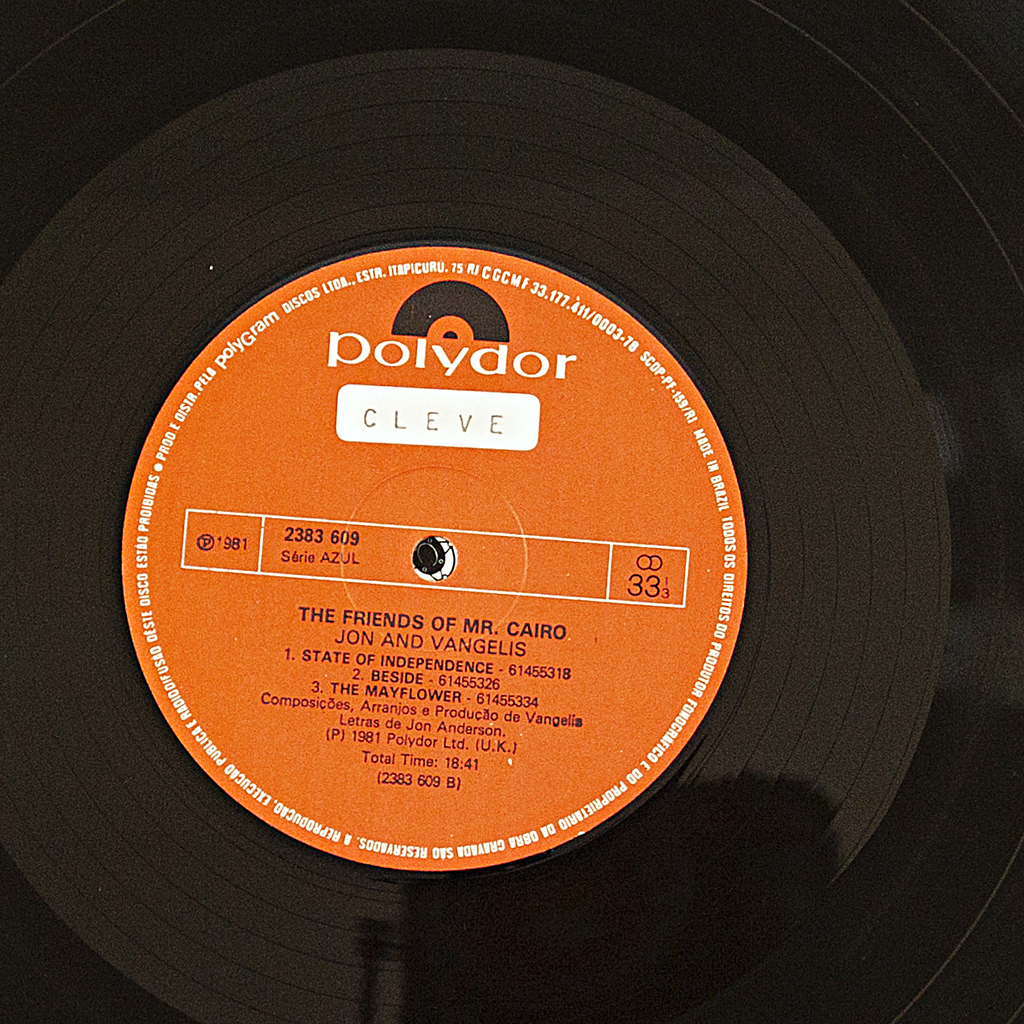 PROD E DISTR. PELA polyGram DISCOS LTDA., ESTR. ITAPICURU, 75 RJ CGCMF 33.177.411/0003-78 SCDP-PF-159/RJ MADE IN BRAZIL TODOS OS DIREITOS DO PRODUTOR FONOGRÁFICO E DO PROPRIETÁRIO DA OBRA GRAVADA SÃO RESERVADOS. A REPRODUÇÃO, EXECUÇÃO PÚBLICA E RADIODIFUSÃO DESTE DISCO ESTÃO PROIBIDAS ●
polydor
CLEVE
℗ 1981
2383 609
Série AZUL
33 1/3
THE FRIENDS OF MR. CAIRO
JON AND VANGELIS
1. STATE OF INDEPENDENCE - 61455318
2. BESIDE - 61455326
3. THE MAYFLOWER - 61455334
Composições, Arranjos e Produção de Vangelis
Letras de Jon Anderson.
(P) 1981 Polydor Ltd. (U.K.)
Total Time: 18:41
(2383 609 B)